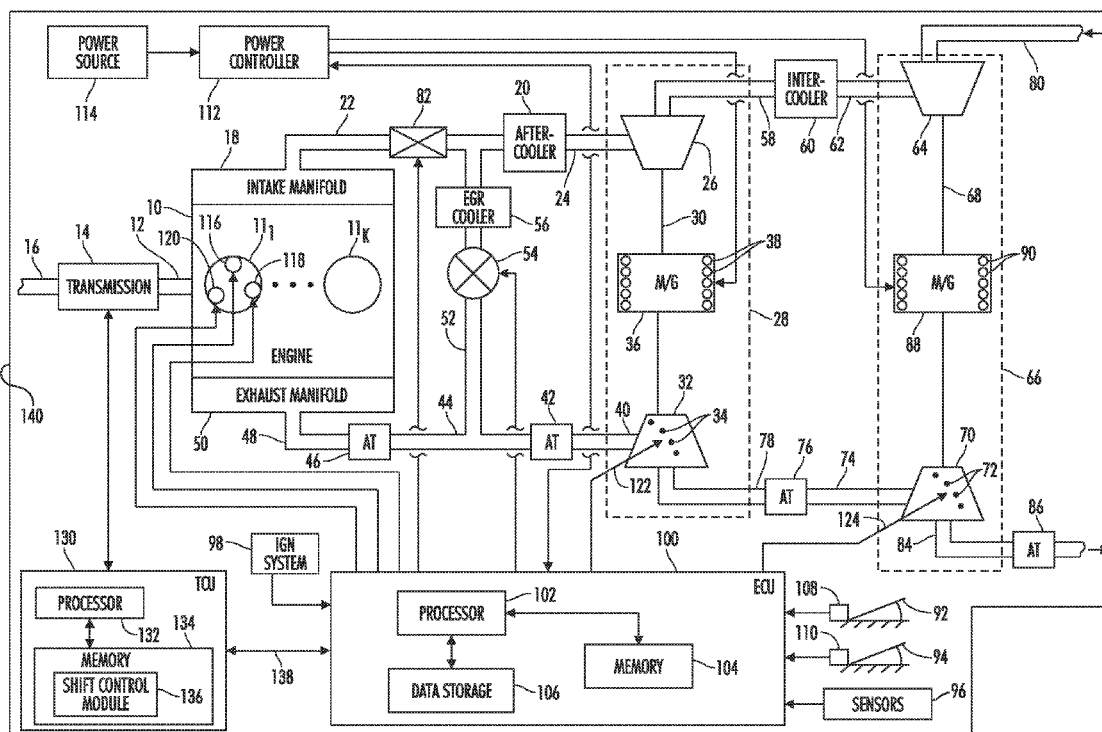 POWER
SOURCE
114
POWER
CONTROLLER
112
80
20
82
22
18
AFTER-
COOLER
INTER-
COOLER
58
60
62
64
24
26
INTAKE MANIFOLD
EGR
COOLER
56
68
10
116
120
11₁
11K
118
30
54
38
90
16
14
12
TRANSMISSION
M/G
M/G
36
28
88
52
66
ENGINE
EXHAUST MANIFOLD
140
50
48
44
42
40
32
34
AT
46
AT
78
76
74
70
72
AT
122
124
84
86
AT
130
98
IGN
SYSTEM
100
TCU
ECU
PROCESSOR
132
134
MEMORY
SHIFT CONTROL
MODULE
136
138
PROCESSOR
102
MEMORY
104
DATA STORAGE
106
108
92
110
94
SENSORS
96